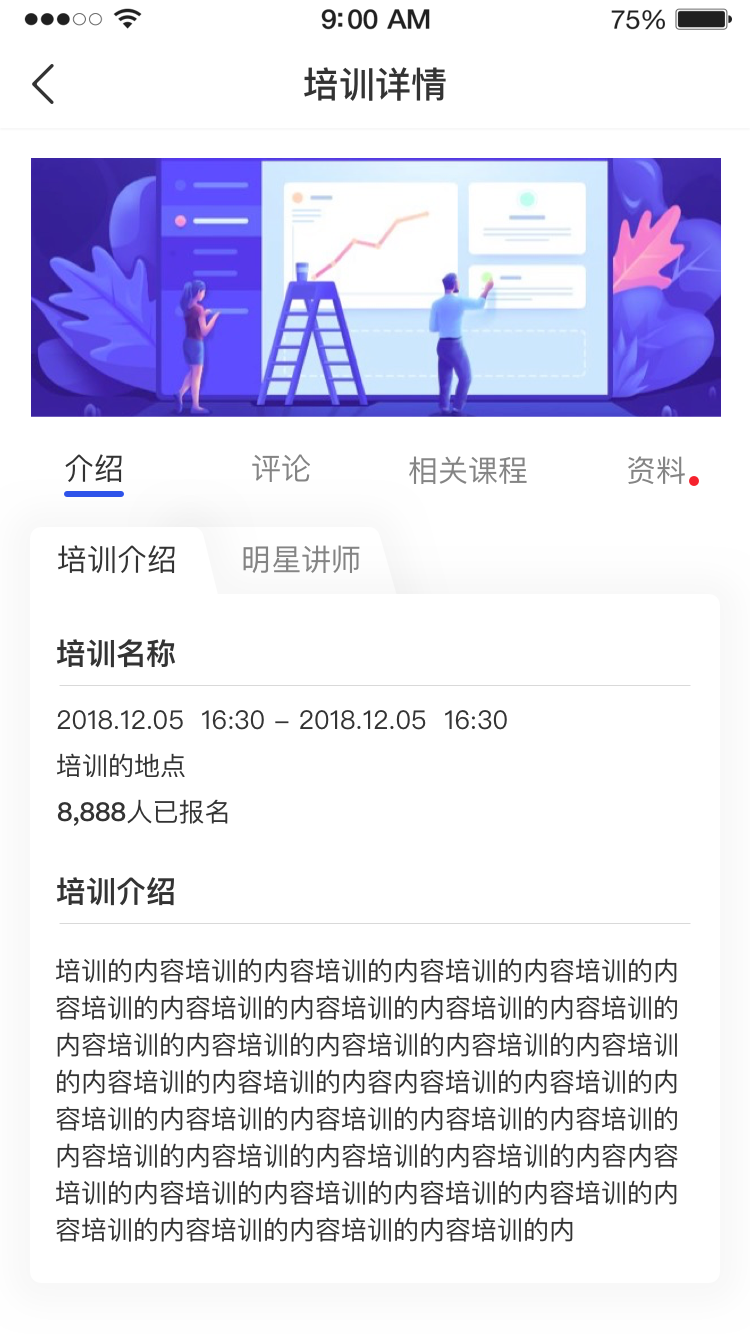 9:00 AM
75%
培训详情
介绍
评论
相关课程
资料
培训介绍
明星讲师
培训名称
2018.12.05 16:30 – 2018.12.05 16:30
培训的地点
8,888人已报名
培训介绍
培训的内容培训的内容培训的内容培训的内容培训的内
容培训的内容培训的内容培训的内容培训的内容培训的
内容培训的内容培训的内容培训的内容培训的内容培训
的内容培训的内容培训的内容内容培训的内容培训的内
容培训的内容培训的内容培训的内容培训的内容培训的
内容培训的内容培训的内容培训的内容培训的内容内容
培训的内容培训的内容培训的内容培训的内容培训的内
容培训的内容培训的内容培训的内容培训的内